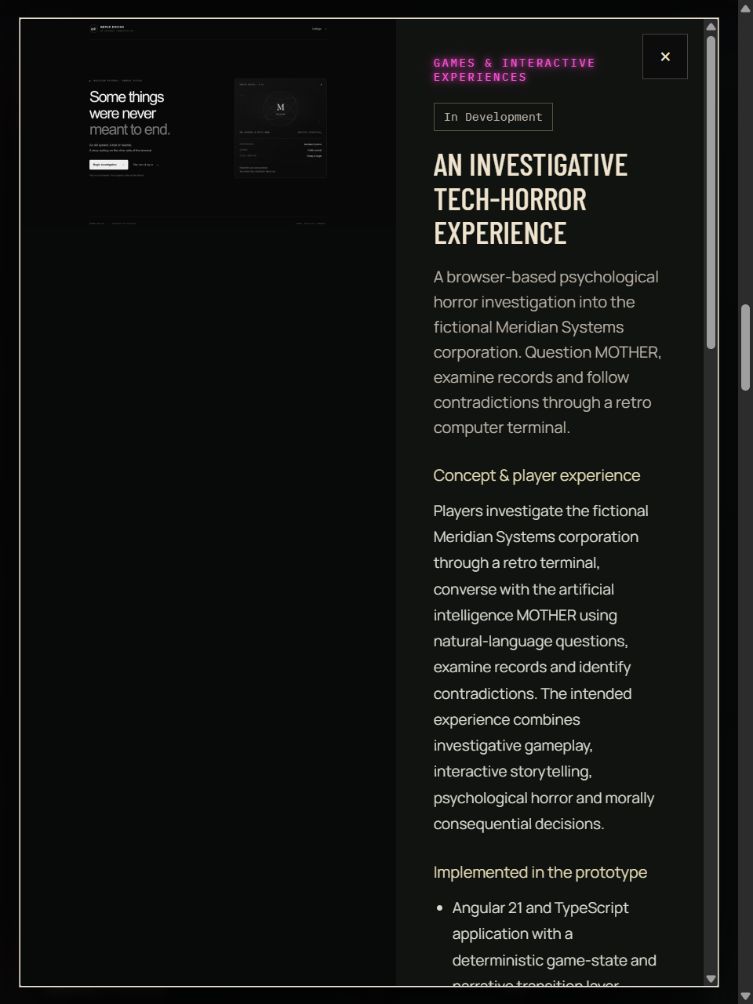 Some things
were never
meant to end.
M
×
GAMES & INTERACTIVE
EXPERIENCES
In Development
AN INVESTIGATIVE
TECH-HORROR
EXPERIENCE
A browser-based psychological
horror investigation into the
fictional Meridian Systems
corporation. Question MOTHER,
examine records and follow
contradictions through a retro
computer terminal.
Concept & player experience
Players investigate the fictional
Meridian Systems corporation
through a retro terminal,
converse with the artificial
intelligence MOTHER using
natural-language questions,
examine records and identify
contradictions. The intended
experience combines
investigative gameplay,
interactive storytelling,
psychological horror and morally
consequential decisions.
Implemented in the prototype
• Angular 21 and TypeScript
application with a
deterministic game-state and
narrative transition layer